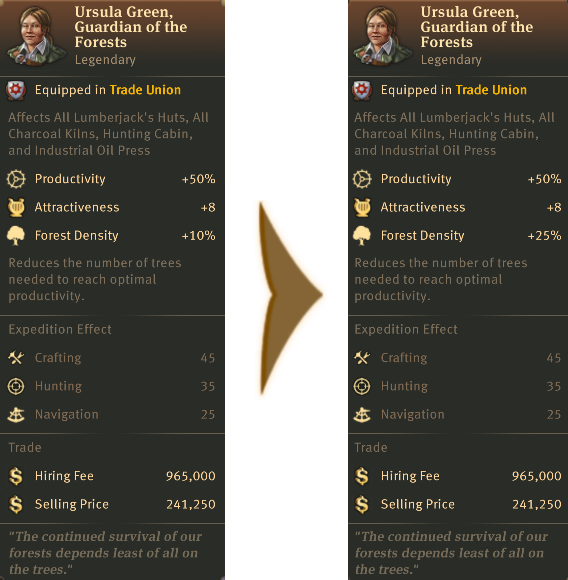 Ursula Green,
Guardian of the
Forests
Legendary
Equipped in Trade Union
Affects All Lumberjack's Huts, All
Charcoal Kilns, Hunting Cabin,
and Industrial Oil Press
Productivity +50%
Attractiveness +8
Forest Density +10%
Reduces the number of trees
needed to reach optimal
productivity.
Expedition Effect
Crafting 45
Hunting 35
Navigation 25
Trade
Hiring Fee 965,000
Selling Price 241,250
"The continued survival of our
forests depends least of all on
the trees."
Ursula Green,
Guardian of the
Forests
Legendary
Equipped in Trade Union
Affects All Lumberjack's Huts, All
Charcoal Kilns, Hunting Cabin,
and Industrial Oil Press
Productivity +50%
Attractiveness +8
Forest Density +25%
Reduces the number of trees
needed to reach optimal
productivity.
Expedition Effect
Crafting 45
Hunting 35
Navigation 25
Trade
Hiring Fee 965,000
Selling Price 241,250
"The continued survival of our
forests depends least of all on
the trees."